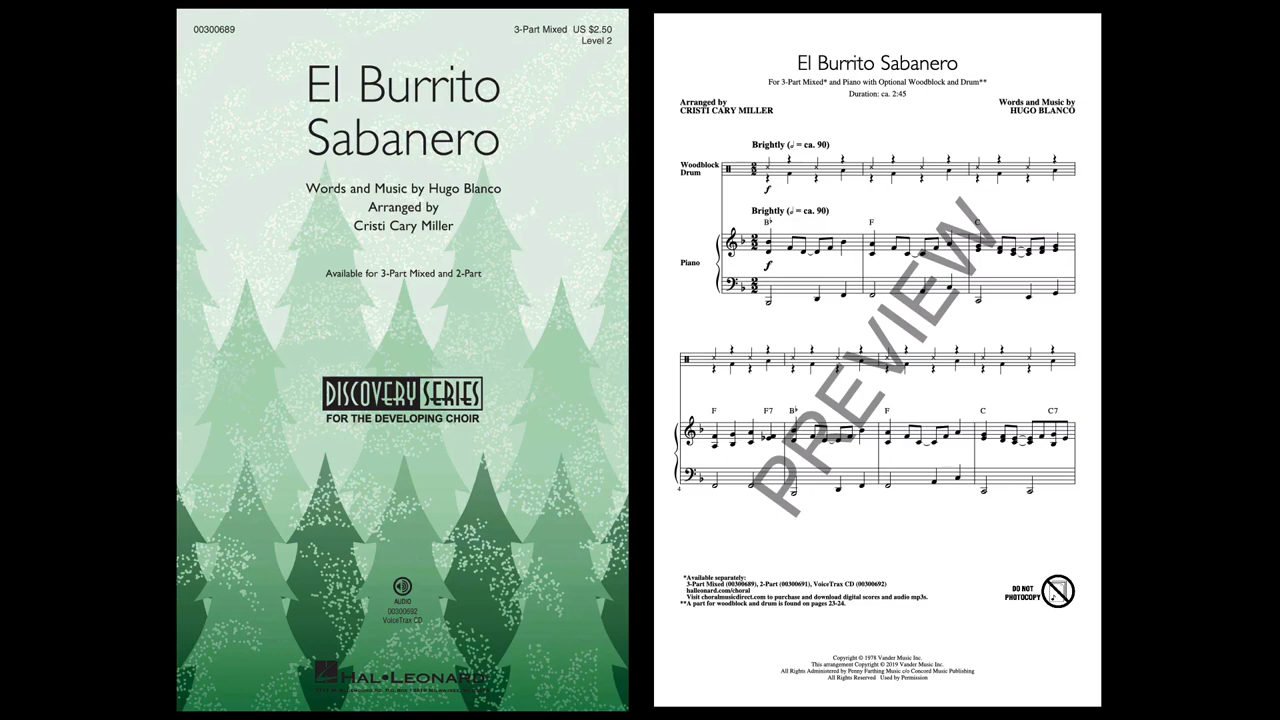 00300689
3-Part Mixed US $2.50
Level 2
El Burrito
Sabanero
Words and Music by Hugo Blanco
Arranged by
Cristi Cary Miller
Available for 3-Part Mixed and 2-Part
DISCOVERY SERIES
FOR THE DEVELOPING CHOIR
AUDIO
00300692
VoiceTrax CD
HAL•LEONARD
El Burrito Sabanero
For 3-Part Mixed* and Piano with Optional Woodblock and Drum**
Duration: ca. 2:45
Arranged by
CRISTI CARY MILLER
Words and Music by
HUGO BLANCO
Brightly (𝅗𝅥 = ca. 90)
Woodblock
Drum
f
Brightly (𝅗𝅥 = ca. 90)
B♭ F C
Piano
f
F F7 B♭ F C C7
4
PREVIEW
*Available separately:
3-Part Mixed (00300689), 2-Part (00300691), VoiceTrax CD (00300692)
halleonard.com/choral
Visit choralmusicdirect.com to purchase and download digital scores and audio mp3s.
**A part for woodblock and drum is found on pages 23-24.
DO NOT
PHOTOCOPY
Copyright © 1978 Vander Music Inc.
This arrangement Copyright © 2019 Vander Music Inc.
All Rights Administered by Penny Farthing Music c/o Concord Music Publishing
All Rights Reserved Used by Permission